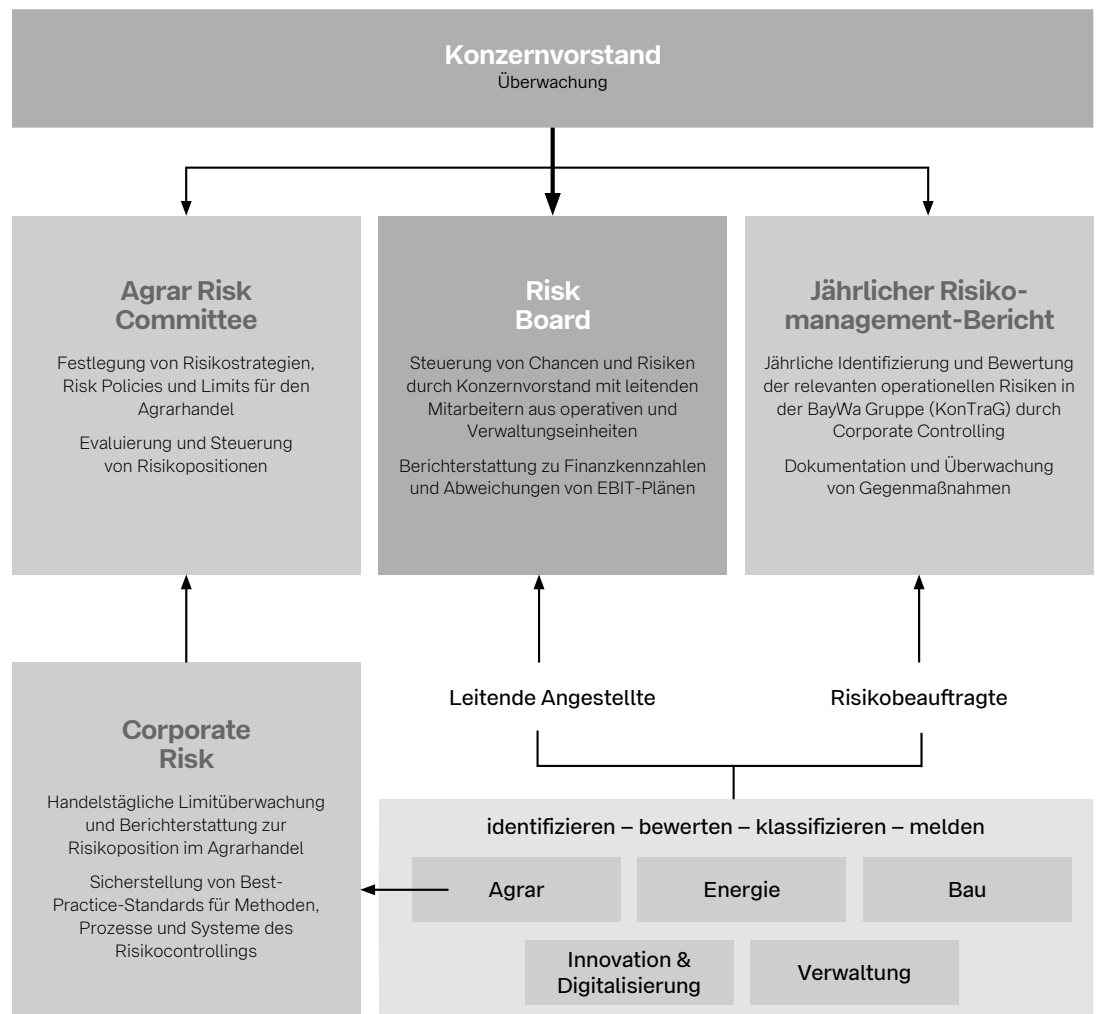 Konzernvorstand
Überwachung
Agrar Risk
Committee
Festlegung von Risikostrategien,
Risk Policies und Limits für den
Agrarhandel
Evaluierung und Steuerung
von Risikopositionen
Risk
Board
Steuerung von Chancen und Risiken
durch Konzernvorstand mit leitenden
Mitarbeitern aus operativen und
Verwaltungseinheiten
Berichterstattung zu Finanzkennzahlen
und Abweichungen von EBIT-Plänen
Jährlicher Risiko-
management-Bericht
Jährliche Identifizierung und Bewertung
der relevanten operationellen Risiken in
der BayWa Gruppe (KonTraG) durch
Corporate Controlling
Dokumentation und Überwachung
von Gegenmaßnahmen
Corporate
Risk
Handelstägliche Limitüberwachung
und Berichterstattung zur
Risikoposition im Agrarhandel
Sicherstellung von Best-
Practice-Standards für Methoden,
Prozesse und Systeme des
Risikocontrollings
Leitende Angestellte
Risikobeauftragte
identifizieren – bewerten – klassifizieren – melden
Agrar
Energie
Bau
Innovation &
Digitalisierung
Verwaltung